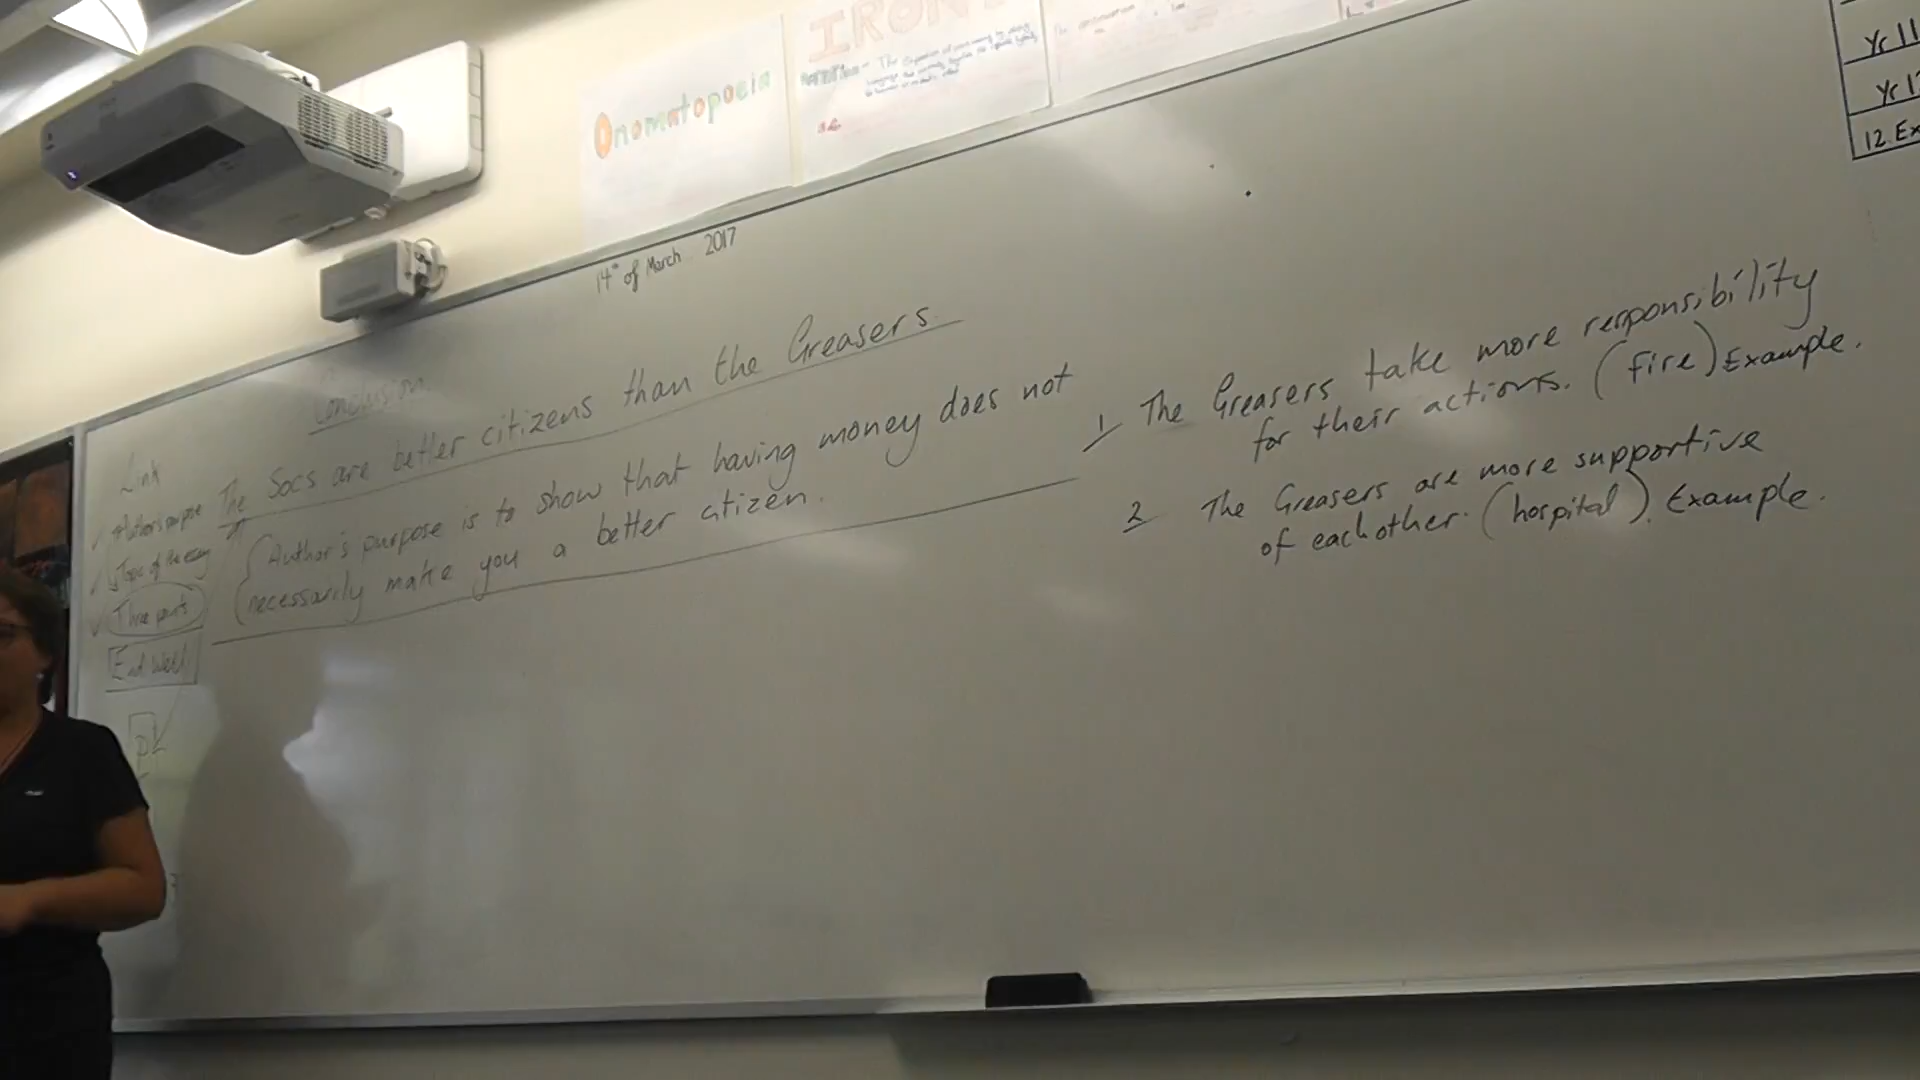 Onomatopoeia
IRONY
Yr 11
Yr 1
12. Ex
14th of March 2017
Conclusion
The Socs are better citizens than the Greasers.
Link
Author's purpose
Topic of the essay
Three parts
End Well
Author's purpose is to show that having money does not
necessarily make you a better citizen.
1 The Greasers take more responsibility
for their actions. (fire) Example.
2 The Greasers are more supportive
of each other. (hospital). Example.